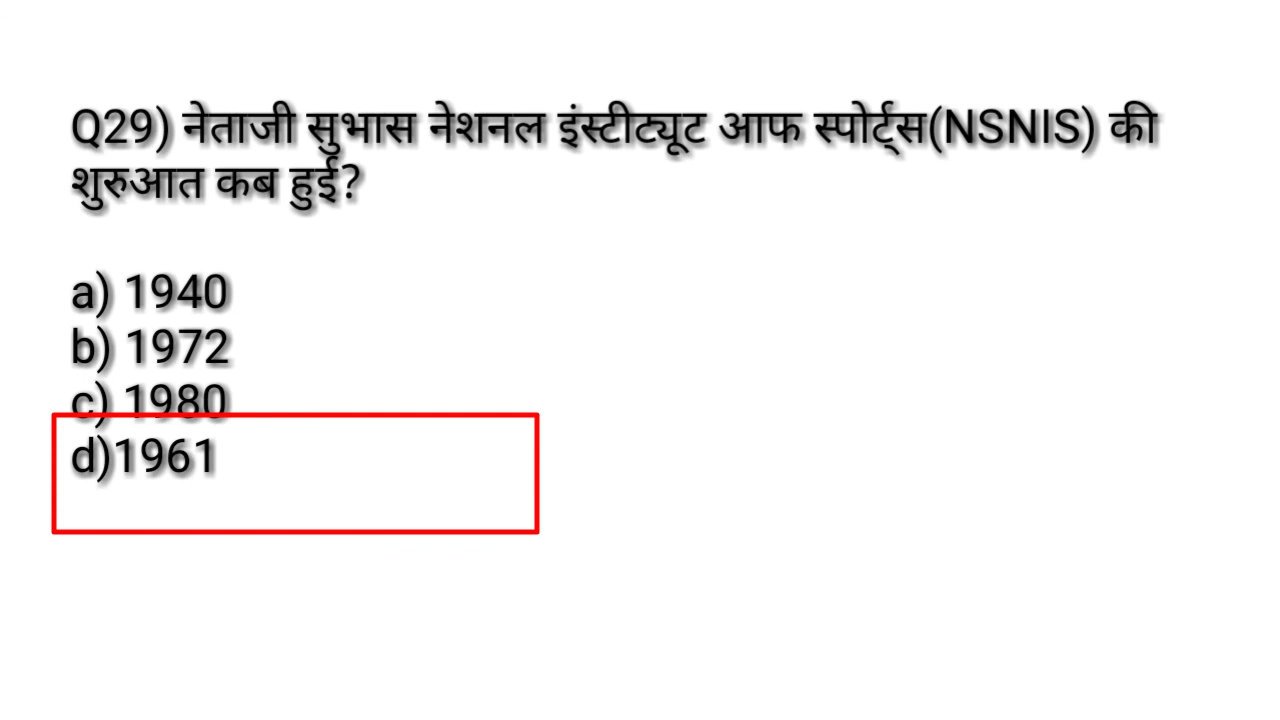 Q29) नेताजी सुभास नेशनल इंस्टीट्यूट आफ स्पोर्ट्स(NSNIS) की
शुरुआत कब हुई?
a) 1940
b) 1972
c) 1980
d)1961